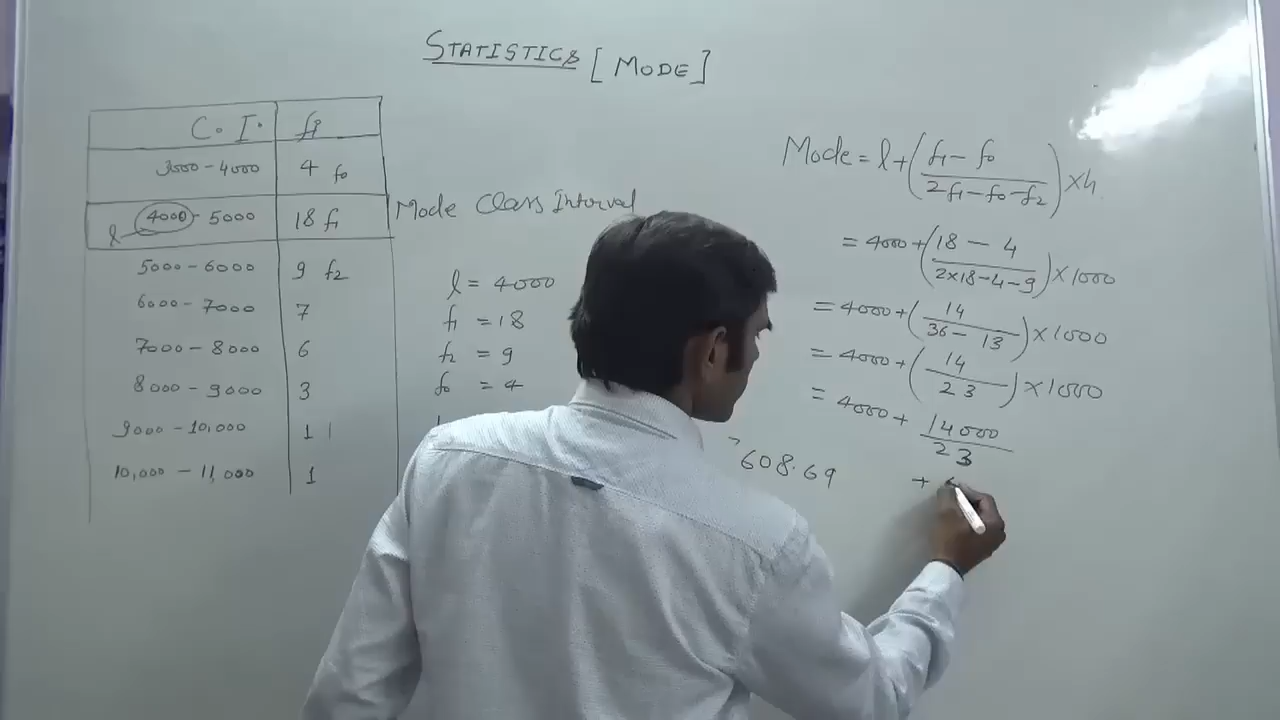 STATISTICS [MODE]
C. I. fi
3000 - 4000 4 f0
4000 - 5000 18 f1
l
5000 - 6000 9 f2
6000 - 7000 7
7000 - 8000 6
8000 - 9000 3
9000 - 10,000 1
10,000 - 11,000 1
Mode Class Interval
l = 4000
f1 = 18
f2 = 9
f0 = 4
608.69
Mode = l + (f1 - f0 / 2f1 - f0 - f2) × h
= 4000 + (18 - 4 / 2×18 - 4 - 9) × 1000
= 4000 + (14 / 36 - 13) × 1000
= 4000 + (14 / 23) × 1000
= 4000 + 14000 / 23
+